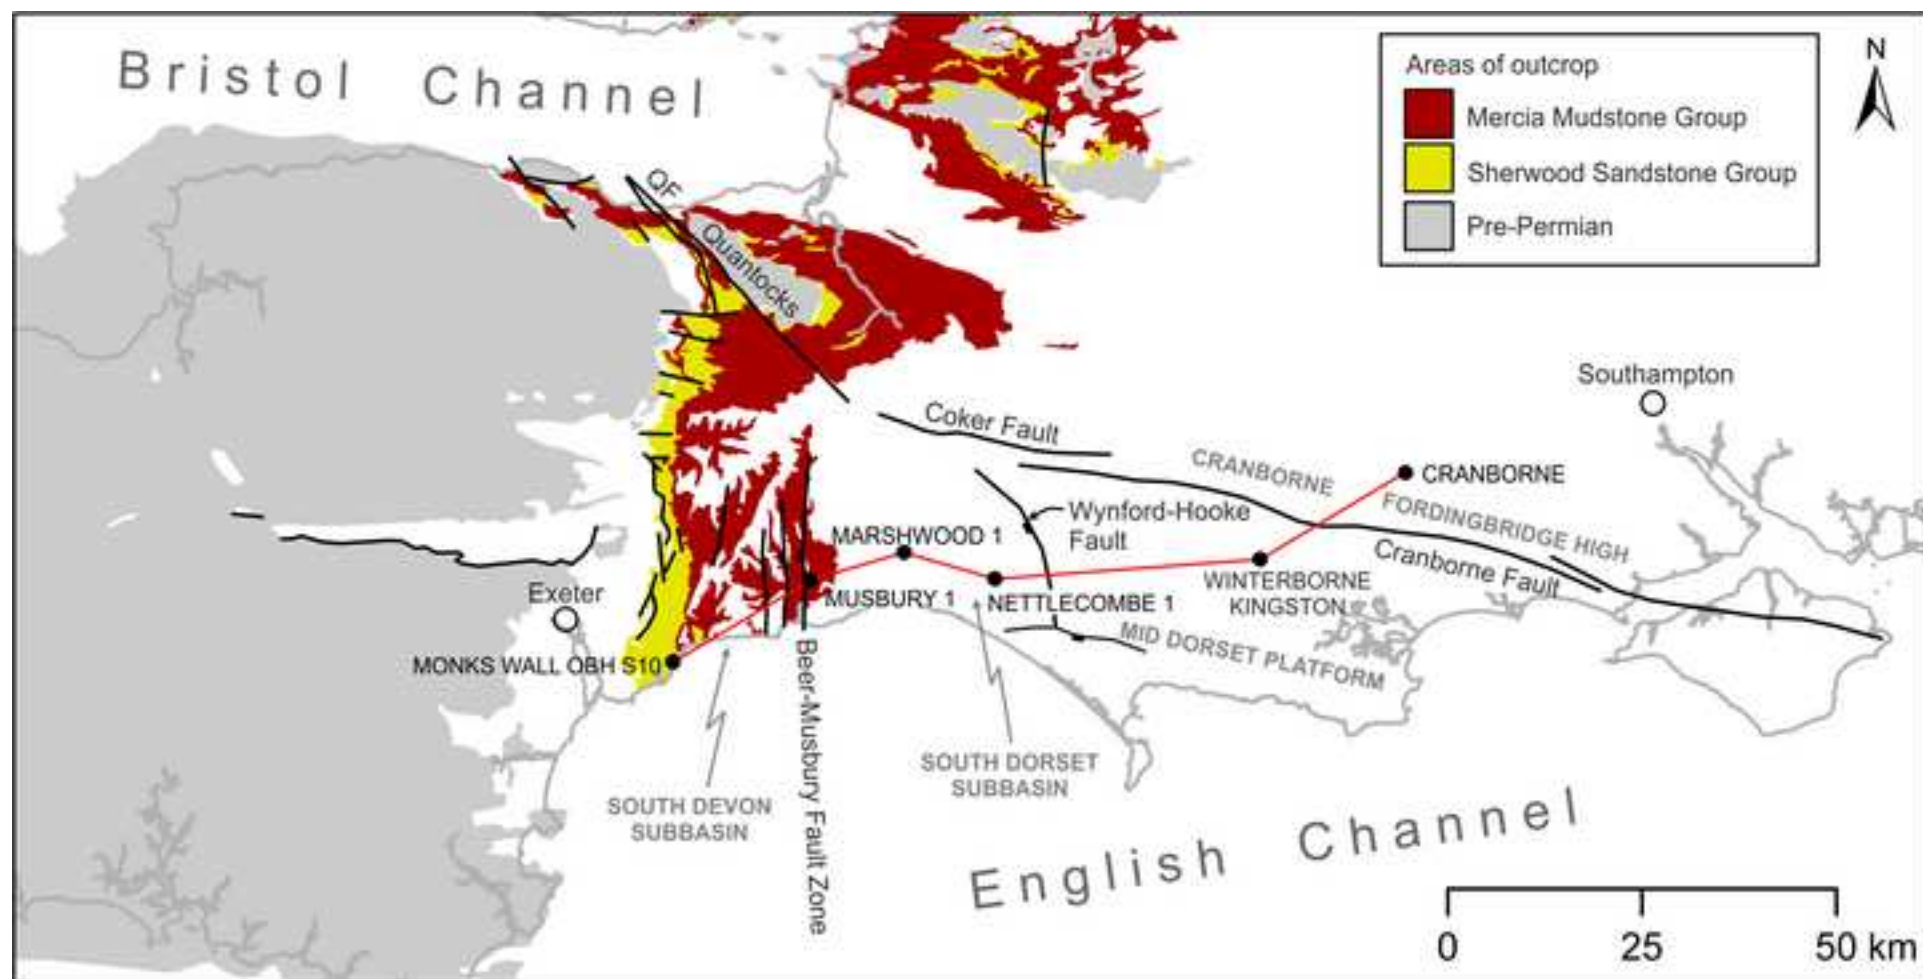 Bristol Channel
Areas of outcrop
Mercia Mudstone Group
Sherwood Sandstone Group
Pre-Permian
N
QF
Quantocks
Southampton
Coker Fault
CRANBORNE
CRANBORNE
FORDINGBRIDGE HIGH
Wynford-Hooke
Fault
Cranborne Fault
MARSHWOOD 1
WINTERBORNE
KINGSTON
Exeter
MUSBURY 1
NETTLECOMBE 1
MID DORSET PLATFORM
MONKS WALL OBH S10
Beer-Musbury Fault Zone
SOUTH DORSET
SUBBASIN
SOUTH DEVON
SUBBASIN
English Channel
0 25 50 km